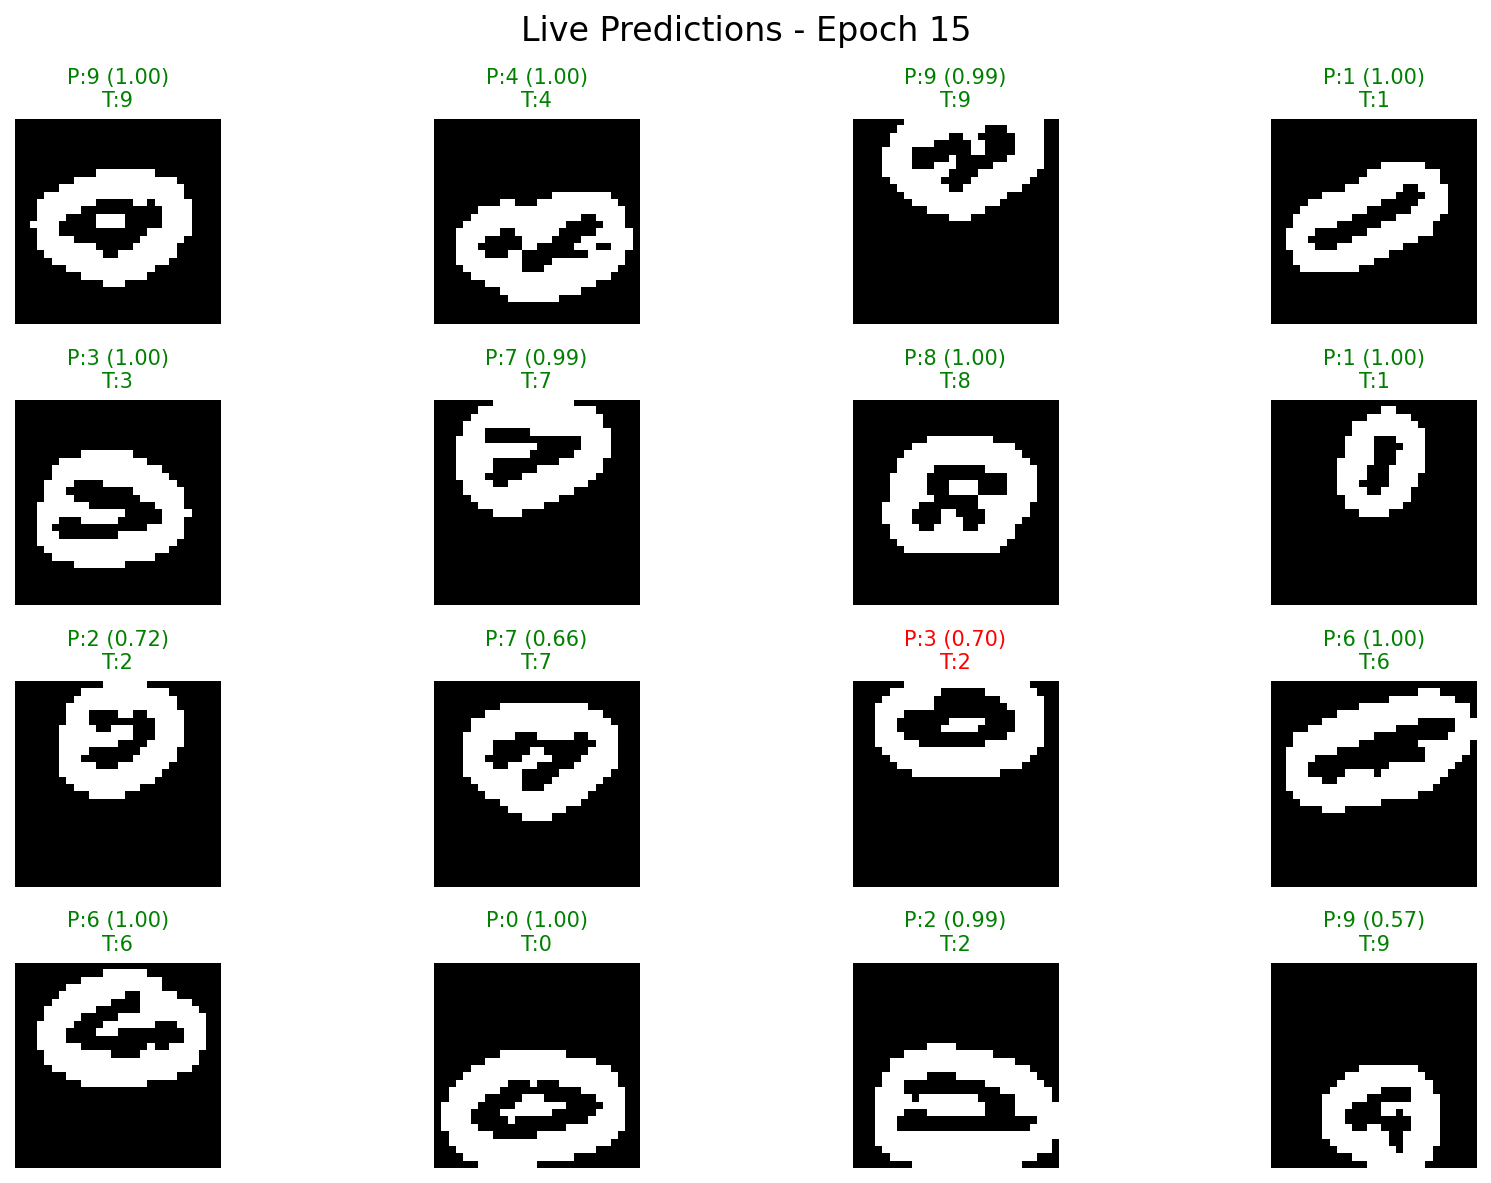 Live Predictions - Epoch 15
P:9 (1.00)
T:9
P:4 (1.00)
T:4
P:9 (0.99)
T:9
P:1 (1.00)
T:1
P:3 (1.00)
T:3
P:7 (0.99)
T:7
P:8 (1.00)
T:8
P:1 (1.00)
T:1
P:2 (0.72)
T:2
P:7 (0.66)
T:7
P:3 (0.70)
T:2
P:6 (1.00)
T:6
P:6 (1.00)
T:6
P:0 (1.00)
T:0
P:2 (0.99)
T:2
P:9 (0.57)
T:9